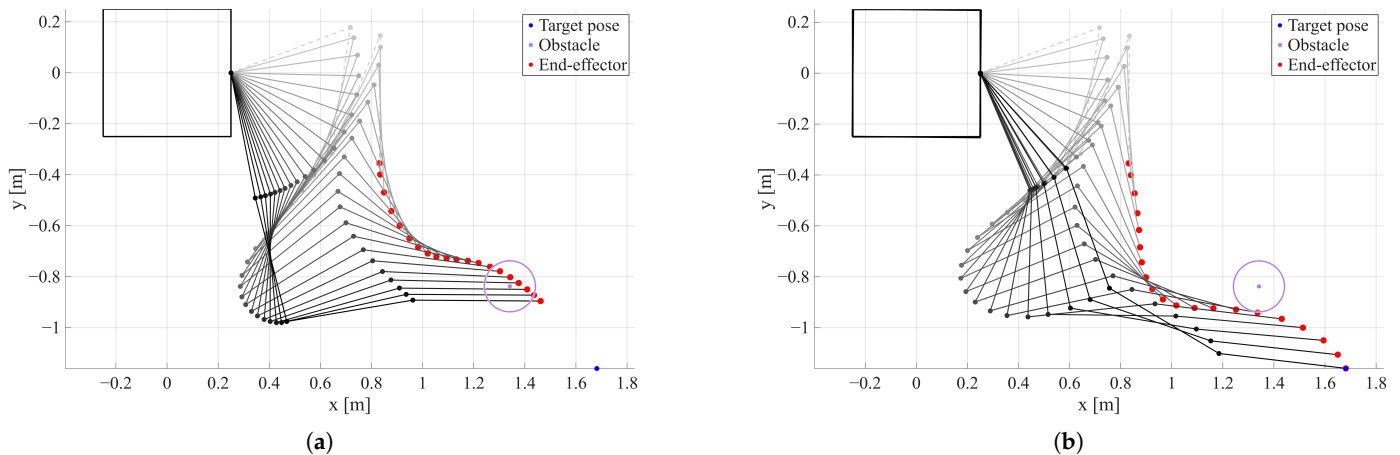 0.2
0
−0.2
−0.4
−0.6
−0.8
−1
y [m]
−0.2 0 0.2 0.4 0.6 0.8 1 1.2 1.4 1.6 1.8
x [m]
Target pose
Obstacle
End-effector
(a)
0.2
0
−0.2
−0.4
−0.6
−0.8
−1
y [m]
−0.2 0 0.2 0.4 0.6 0.8 1 1.2 1.4 1.6 1.8
x [m]
Target pose
Obstacle
End-effector
(b)